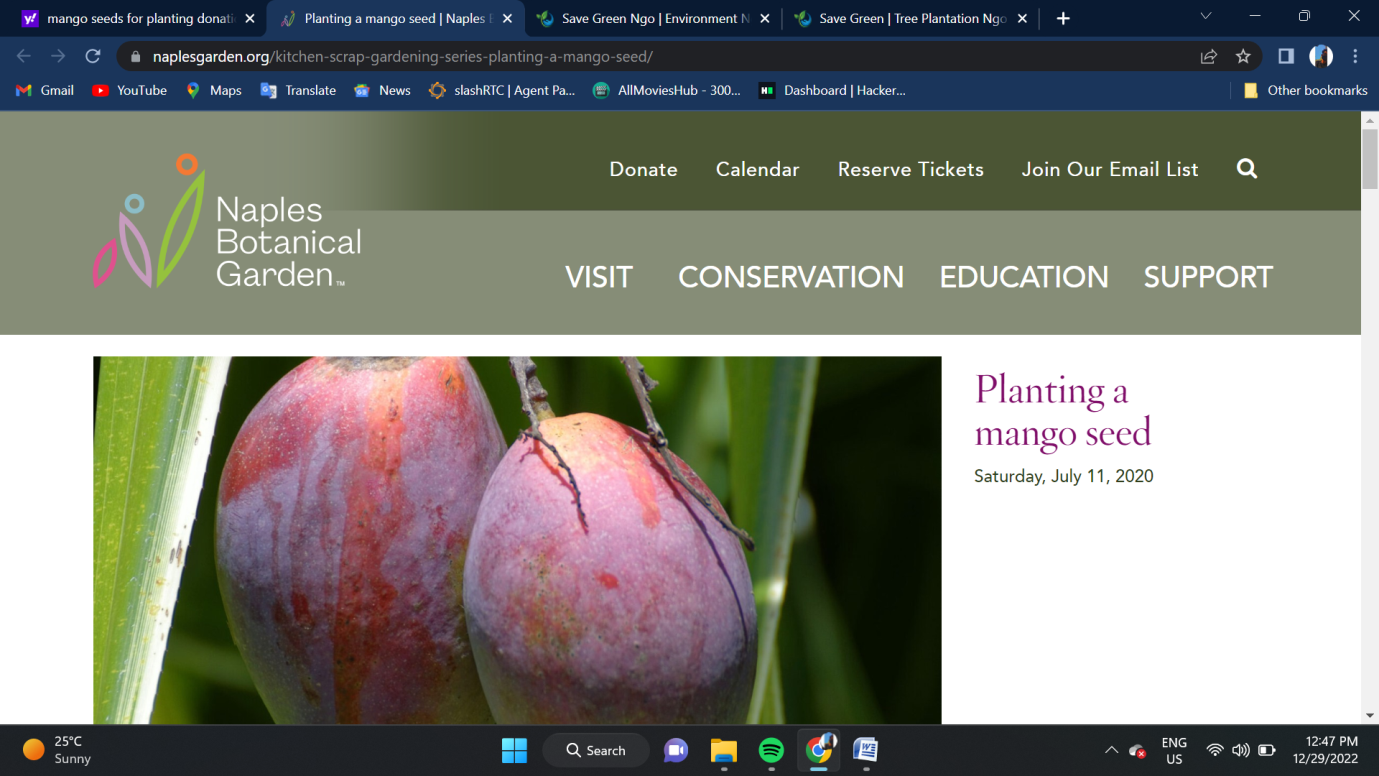 mango seeds for planting donati
Planting a mango seed | Naples B
Save Green Ngo | Environment N
Save Green | Tree Plantation Ngo
naplesgarden.org/kitchen-scrap-gardening-series-planting-a-mango-seed/
Gmail
YouTube
Maps
Translate
News
slashRTC | Agent Pa...
AllMoviesHub - 300...
Dashboard | Hacker...
Other bookmarks
Donate
Calendar
Reserve Tickets
Join Our Email List
Naples
Botanical
Garden™
VISIT
CONSERVATION
EDUCATION
SUPPORT
Planting a
mango seed
Saturday, July 11, 2020
25°C
Sunny
Search
ENG
US
12:47 PM
12/29/2022